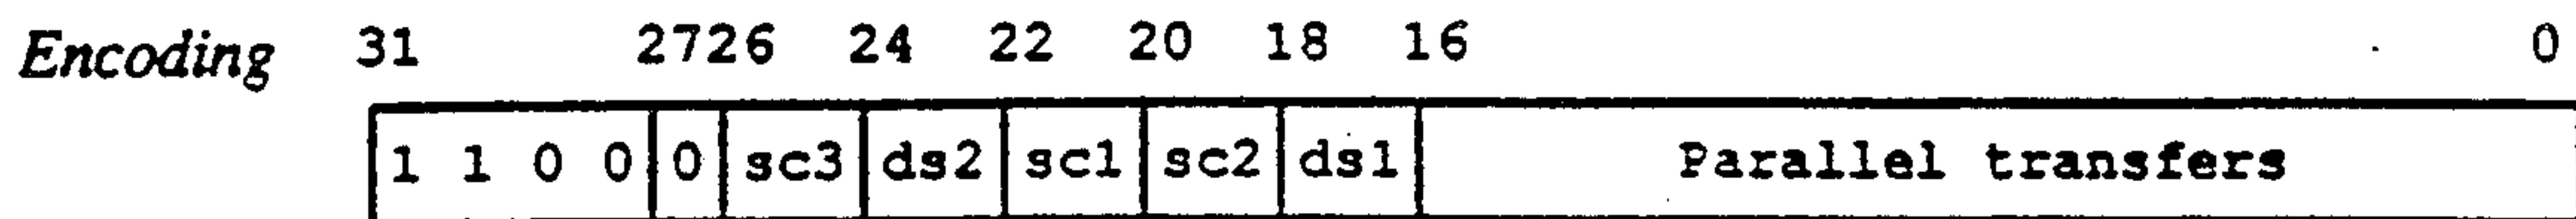 Encoding 31 2726 24 22 20 18 16 0
1 1 0 0 0 sc3 ds2 sc1 sc2 ds1 Parallel transfers